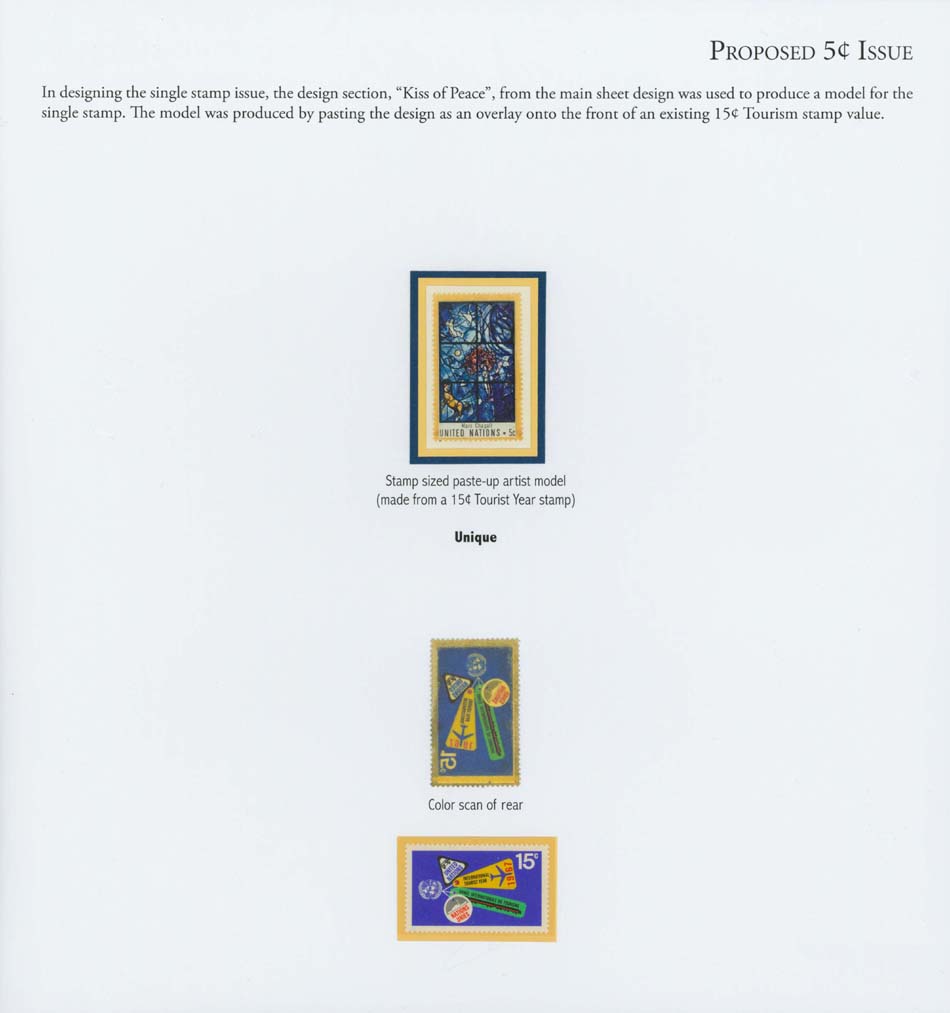 PROPOSED 5¢ ISSUE
In designing the single stamp issue, the design section, “Kiss of Peace”, from the main sheet design was used to produce a model for the
single stamp. The model was produced by pasting the design as an overlay onto the front of an existing 15¢ Tourism stamp value.
Marc Chagall
UNITED NATIONS • 5c
Stamp sized paste-up artist model
(made from a 15¢ Tourist Year stamp)
Unique
15c
Color scan of rear
15c
UNITED
NATIONS
INTERNATIONAL
TOURIST YEAR
1967
NATIONS
UNIES